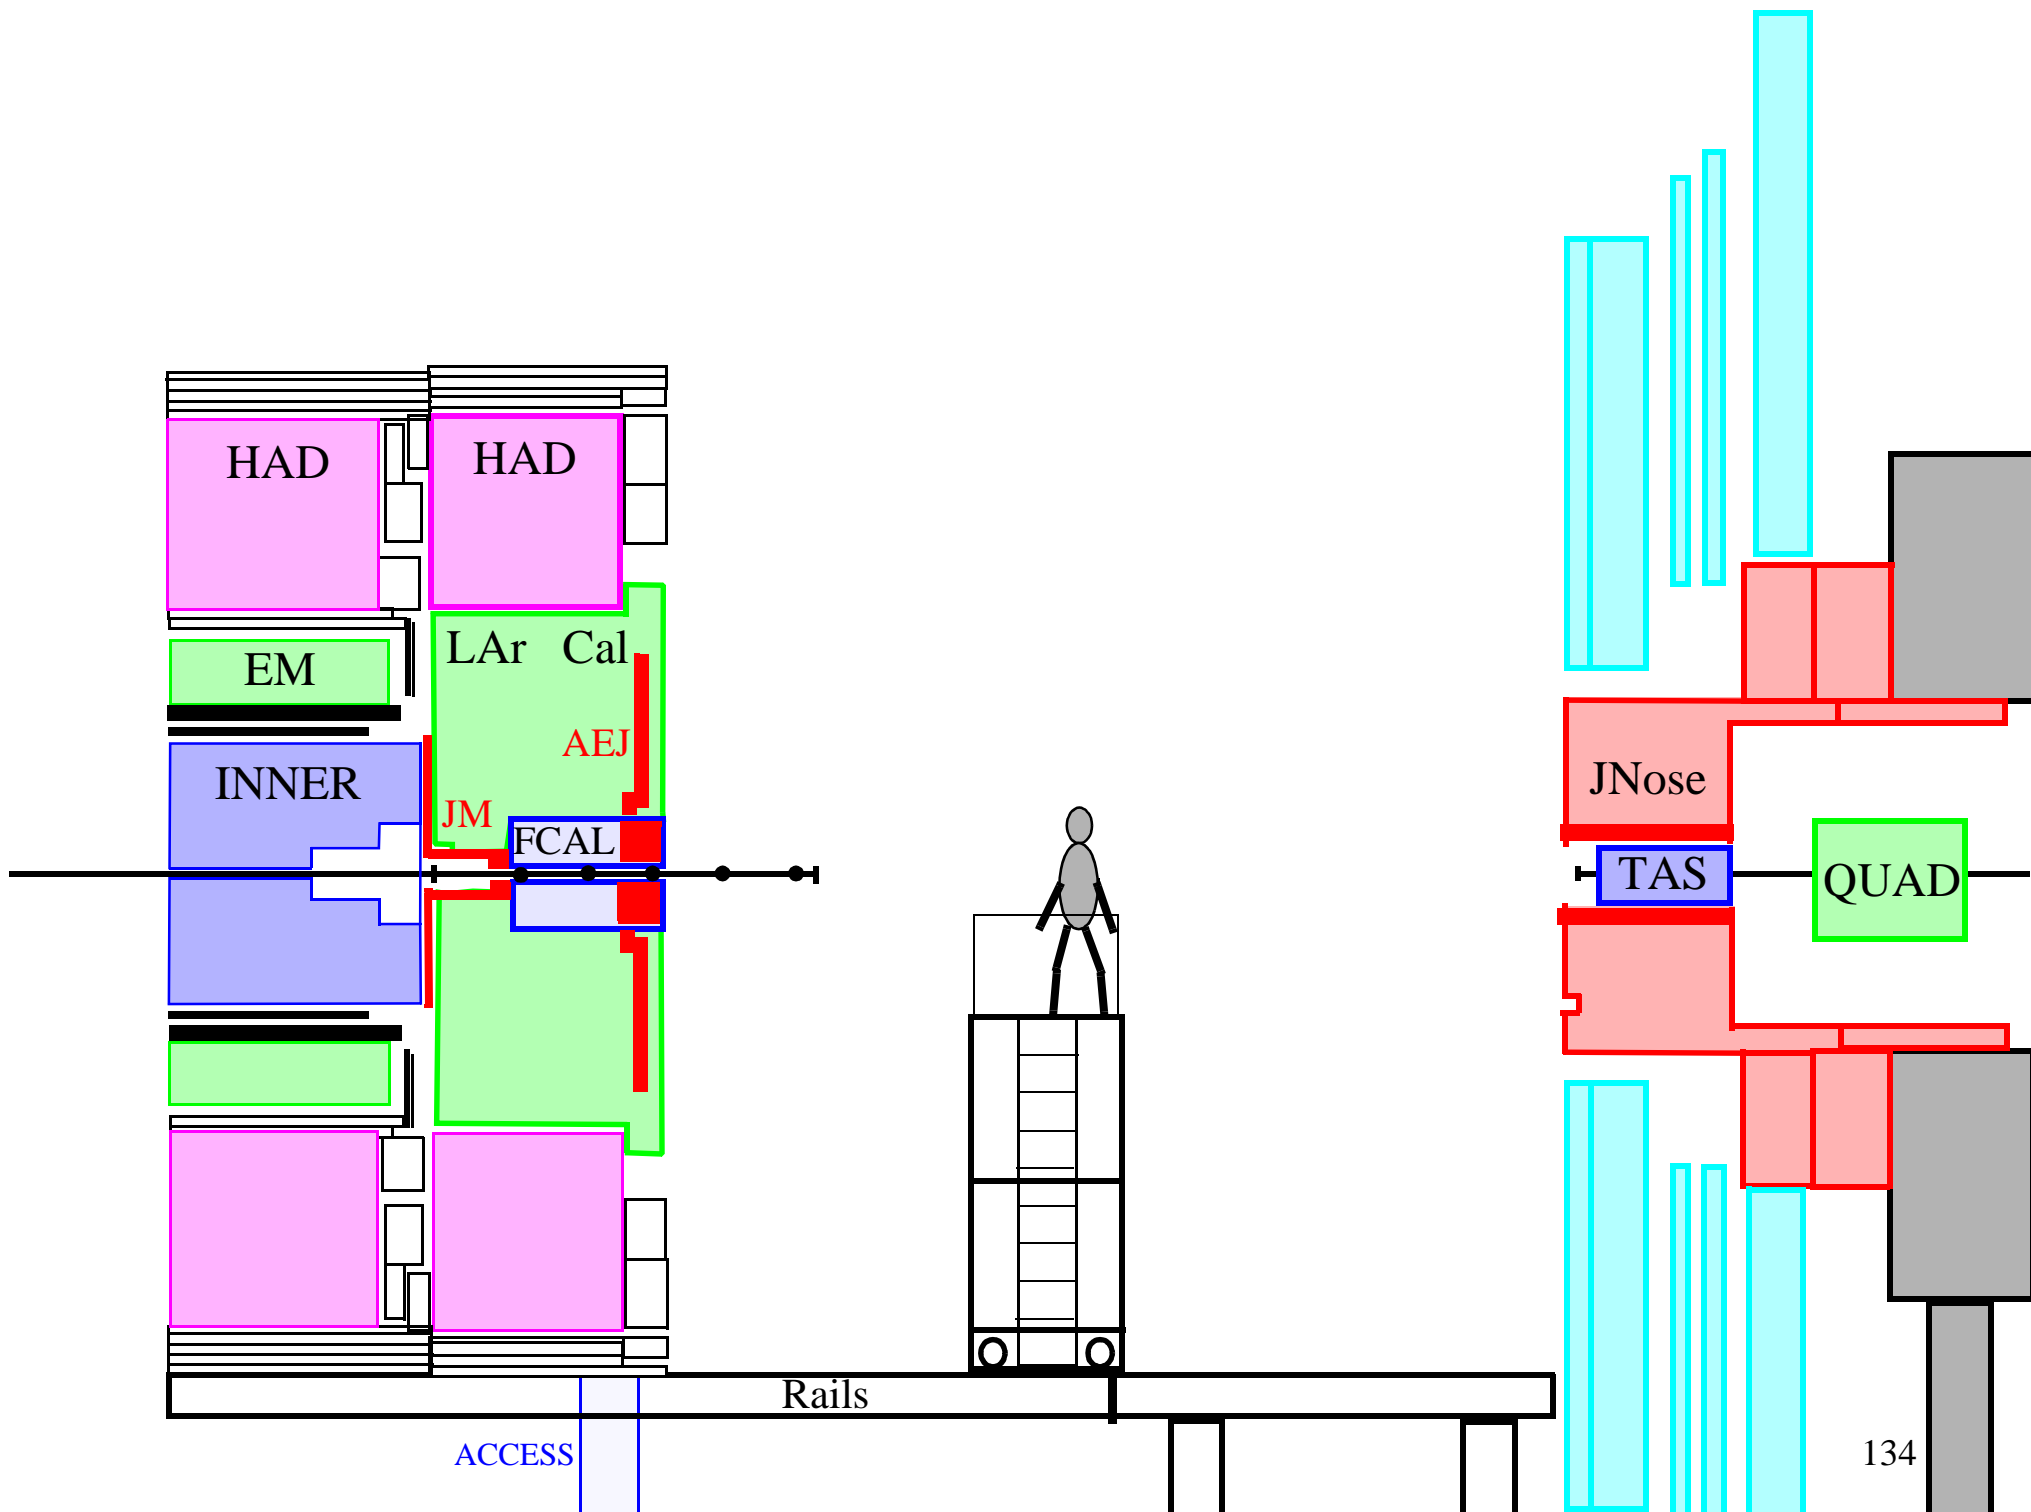 HAD
HAD
LAr Cal
EM
AEJ
INNER
JNose
JM
FCAL
TAS
QUAD
Rails
ACCESS
134